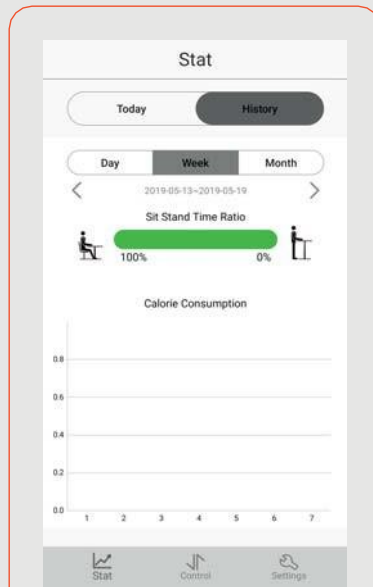 Stat
Today History
Day Week Month
2019-05-13~2019-05-19
Sit Stand Time Ratio
100% 0%
Calorie Consumption
0.8
0.6
0.4
0.2
0.0
1 2 3 4 5 6 7
Stat Control Settings